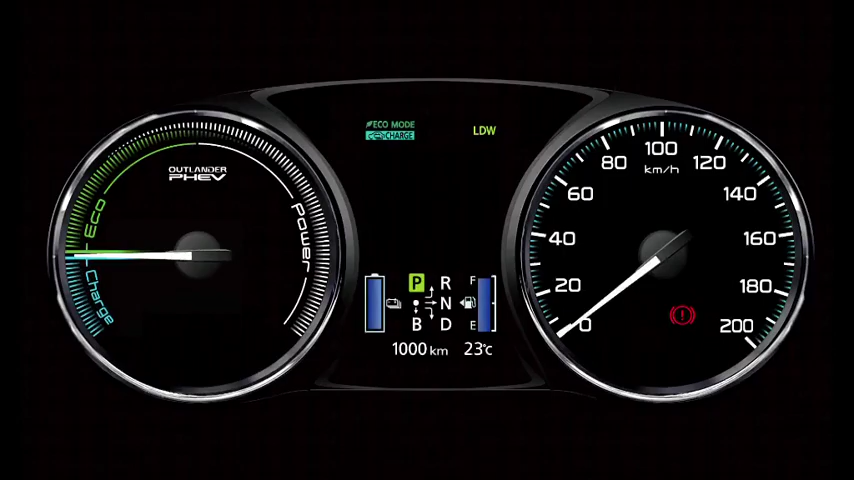 ECO MODE
CHARGE
LDW
OUTLANDER
PHEV
Eco
Charge
Power
0
20
40
60
80
100
120
140
160
180
200
km/h
P R
N
B D
F
E
1000 km 23℃